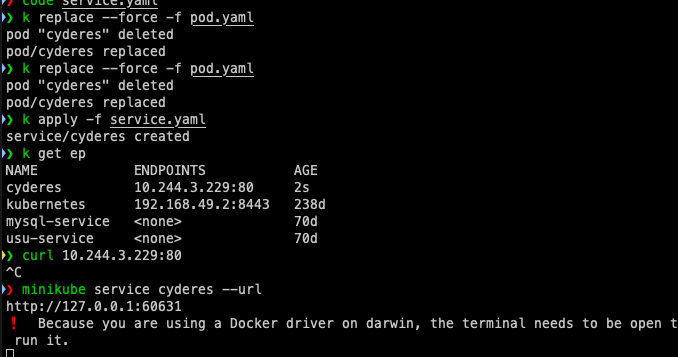 ❯ code service.yaml
❯ k replace --force -f pod.yaml
pod "cyderes" deleted
pod/cyderes replaced
❯ k replace --force -f pod.yaml
pod "cyderes" deleted
pod/cyderes replaced
❯ k apply -f service.yaml
service/cyderes created
❯ k get ep
NAME ENDPOINTS AGE
cyderes 10.244.3.229:80 2s
kubernetes 192.168.49.2:8443 238d
mysql-service <none> 70d
usu-service <none> 70d
❯ curl 10.244.3.229:80
^C
❯ minikube service cyderes --url
http://127.0.0.1:60631
❗ Because you are using a Docker driver on darwin, the terminal needs to be open t
run it.